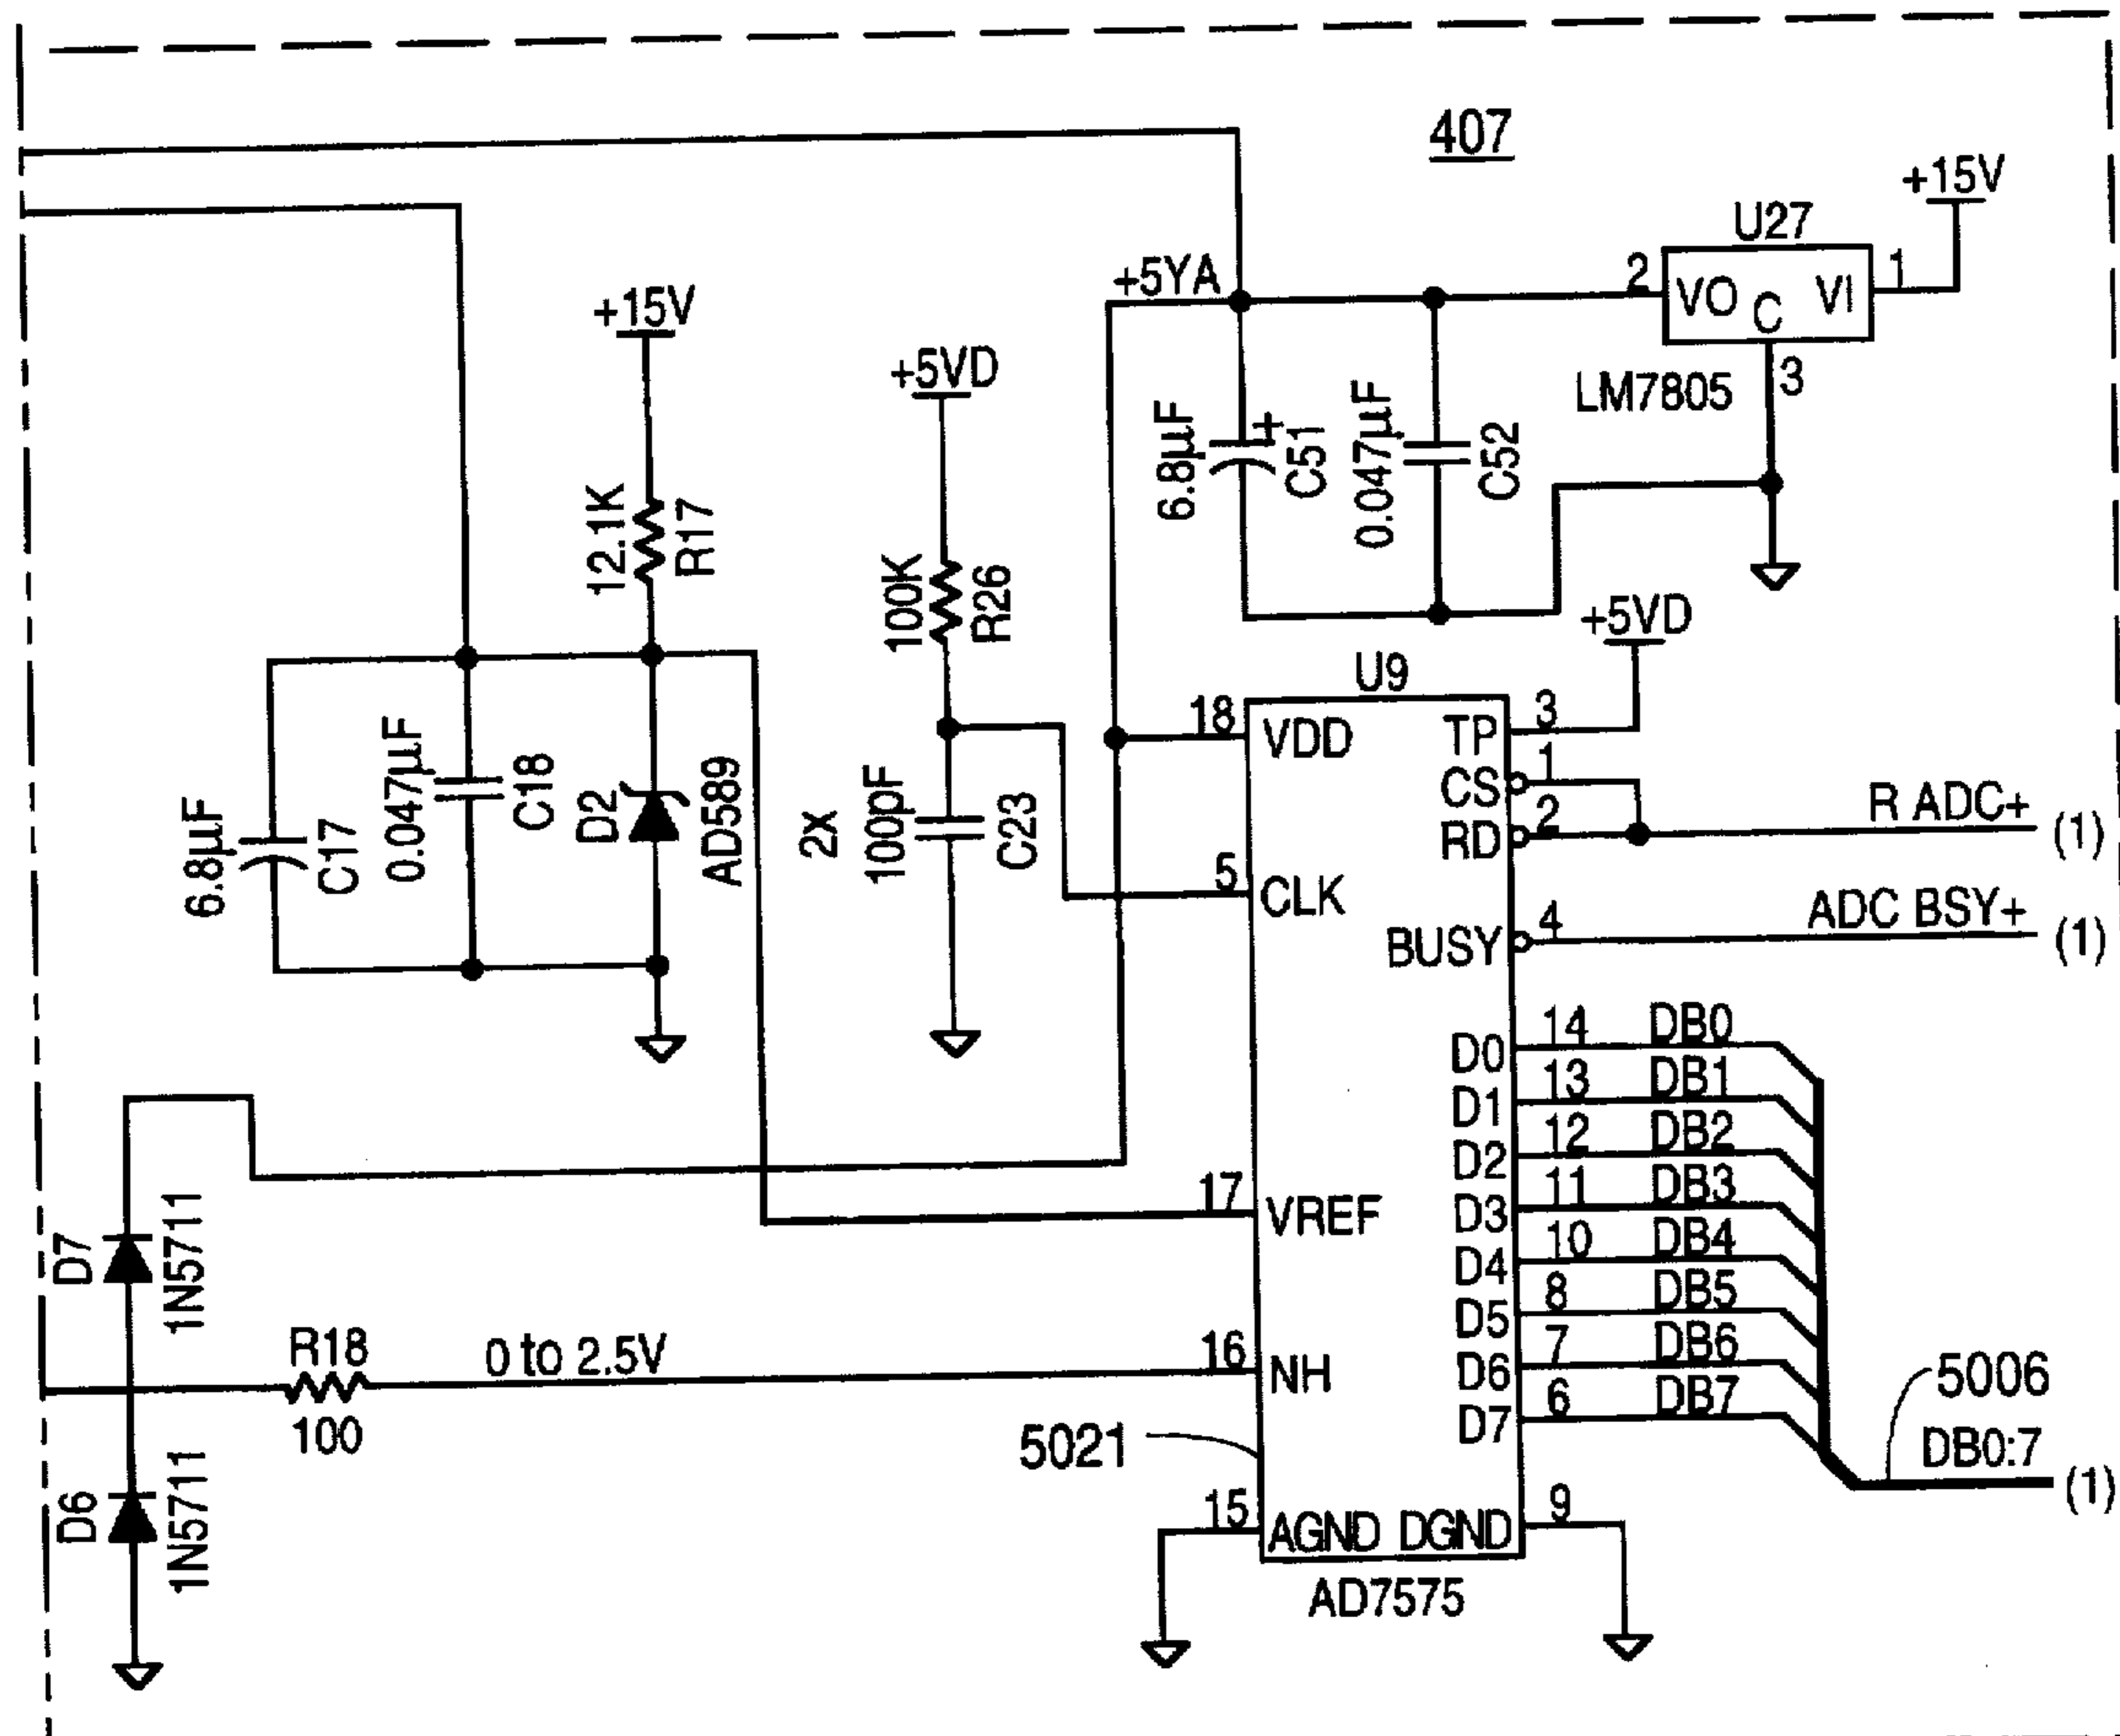 407
+15V
U27
2
VO
C
VI
1
3
LM7805
+5YA
+15V
+5VD
6.8µF
+
C51
0.047µF
C52
12.1K
R17
100K
R26
+5VD
U9
18
VDD
TP
3
CS
1
RD
2
R ADC+
(1)
6.8µF
C17
0.047µF
C18
D2
AD589
2x
100pF
C23
5
CLK
BUSY
4
ADC BSY+
(1)
D0
14
DB0
D1
13
DB1
D2
12
DB2
D3
11
DB3
D4
10
DB4
D5
8
DB5
D6
7
DB6
D7
6
DB7
17
VREF
D7
1N5711
R18
100
0 to 2.5V
16
NH
5006
DB0:7
(1)
5021
D6
1N5711
15
AGND
DGND
9
AD7575